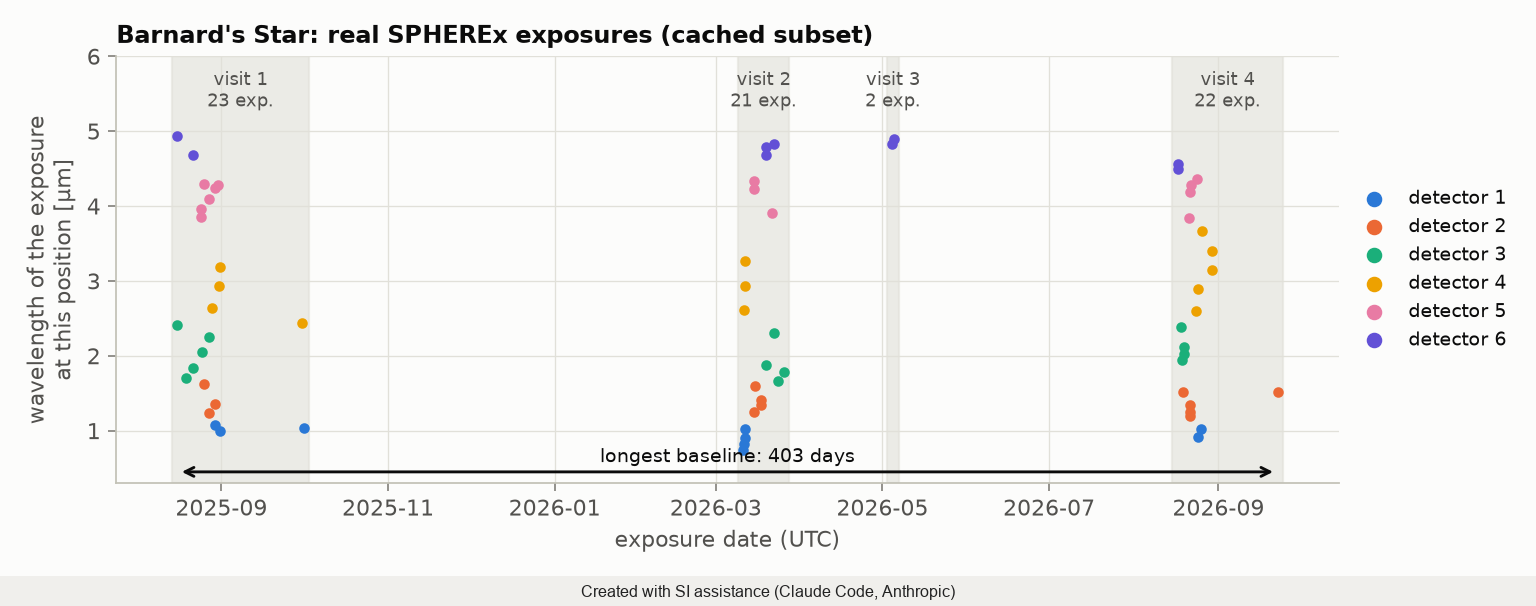 Barnard's Star: real SPHEREx exposures (cached subset)
visit 1
23 exp.
visit 2
21 exp.
visit 3
2 exp.
visit 4
22 exp.
wavelength of the exposure
at this position [µm]
6
5
4
3
2
1
detector 1
detector 2
detector 3
detector 4
detector 5
detector 6
longest baseline: 403 days
2025-09
2025-11
2026-01
2026-03
2026-05
2026-07
2026-09
exposure date (UTC)
Created with SI assistance (Claude Code, Anthropic)